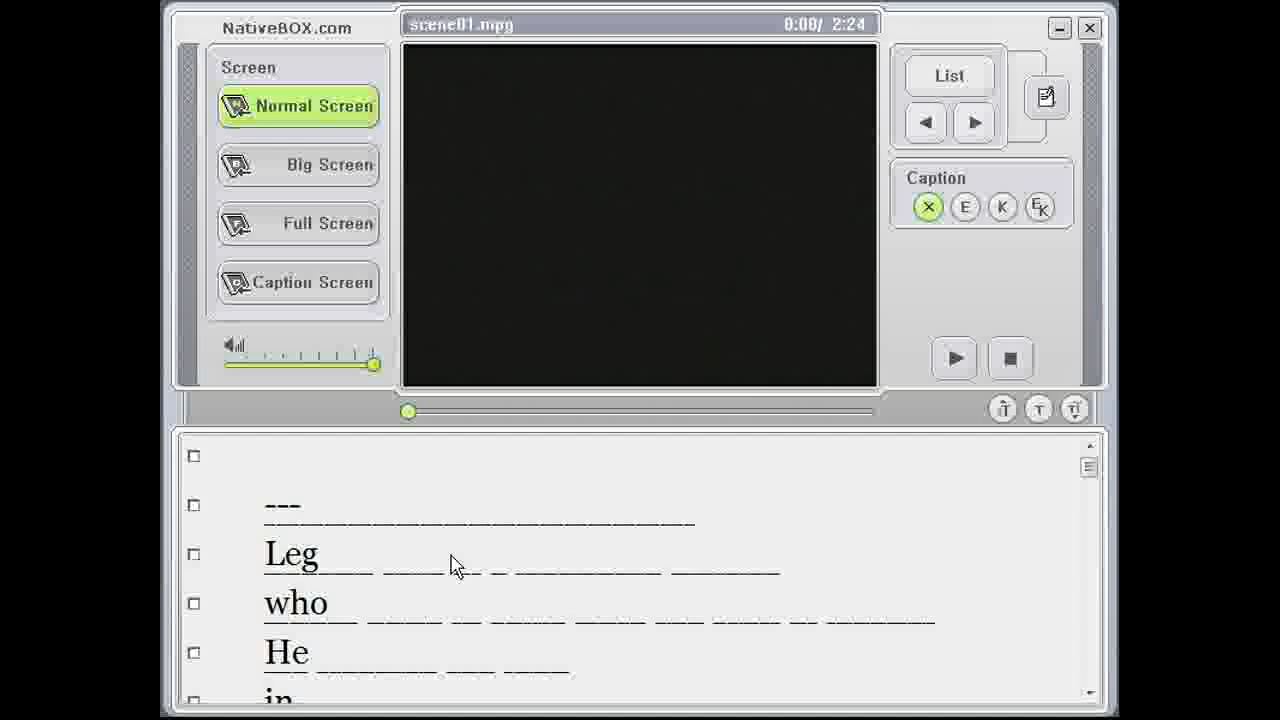 NativeBOX.com
scene01.mpg 0:00/ 2:24
Screen
Normal Screen
Big Screen
Full Screen
Caption Screen
List
Caption
X E K EK
T T T
---
Leg
who
He
in